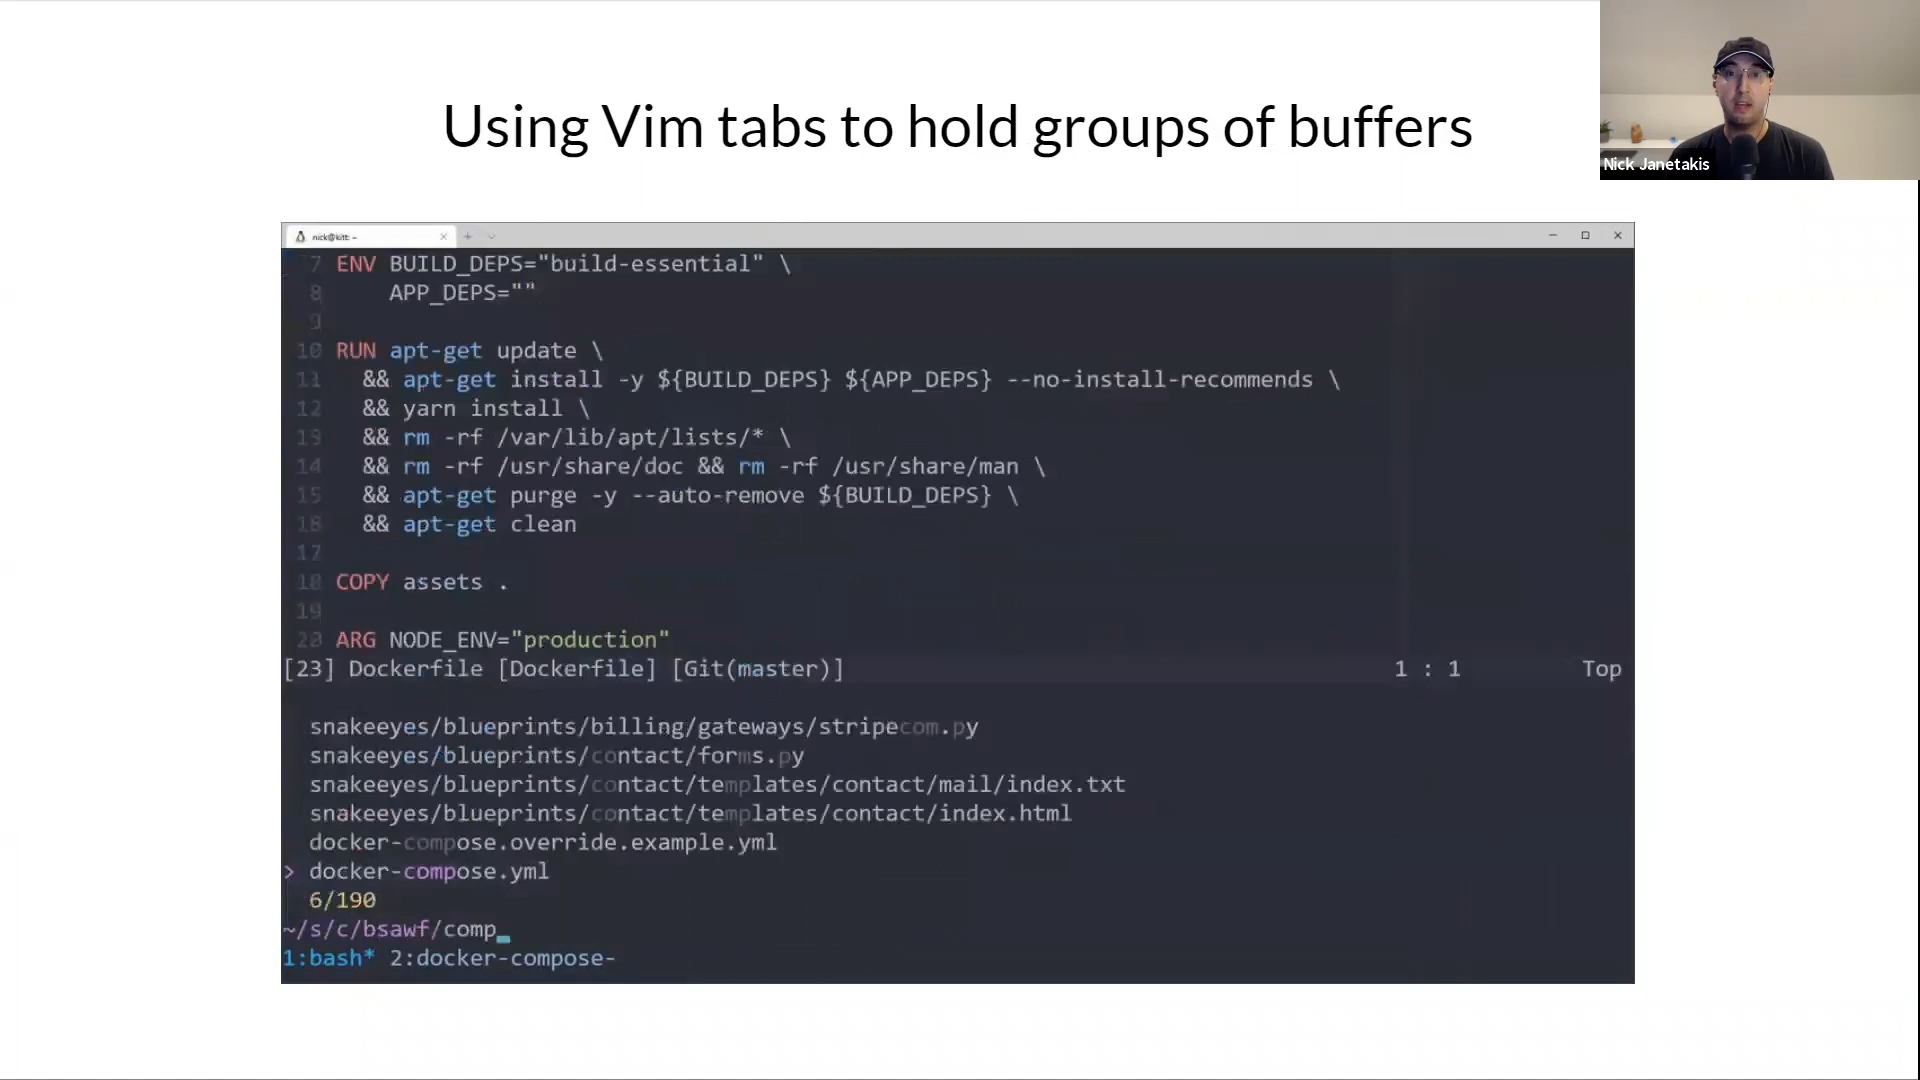 Using Vim tabs to hold groups of buffers
Nick Janetakis
nick@kitt: ~
7 ENV BUILD_DEPS="build-essential" \
8 APP_DEPS=""
9
10 RUN apt-get update \
11 && apt-get install -y ${BUILD_DEPS} ${APP_DEPS} --no-install-recommends \
12 && yarn install \
13 && rm -rf /var/lib/apt/lists/* \
14 && rm -rf /usr/share/doc && rm -rf /usr/share/man \
15 && apt-get purge -y --auto-remove ${BUILD_DEPS} \
16 && apt-get clean
17
18 COPY assets .
19
20 ARG NODE_ENV="production"
[23] Dockerfile [Dockerfile] [Git(master)] 1 : 1 Top
snakeeyes/blueprints/billing/gateways/stripecom.py
snakeeyes/blueprints/contact/forms.py
snakeeyes/blueprints/contact/templates/contact/mail/index.txt
snakeeyes/blueprints/contact/templates/contact/index.html
docker-compose.override.example.yml
> docker-compose.yml
6/190
~/s/c/bsawf/comp
1:bash* 2:docker-compose-